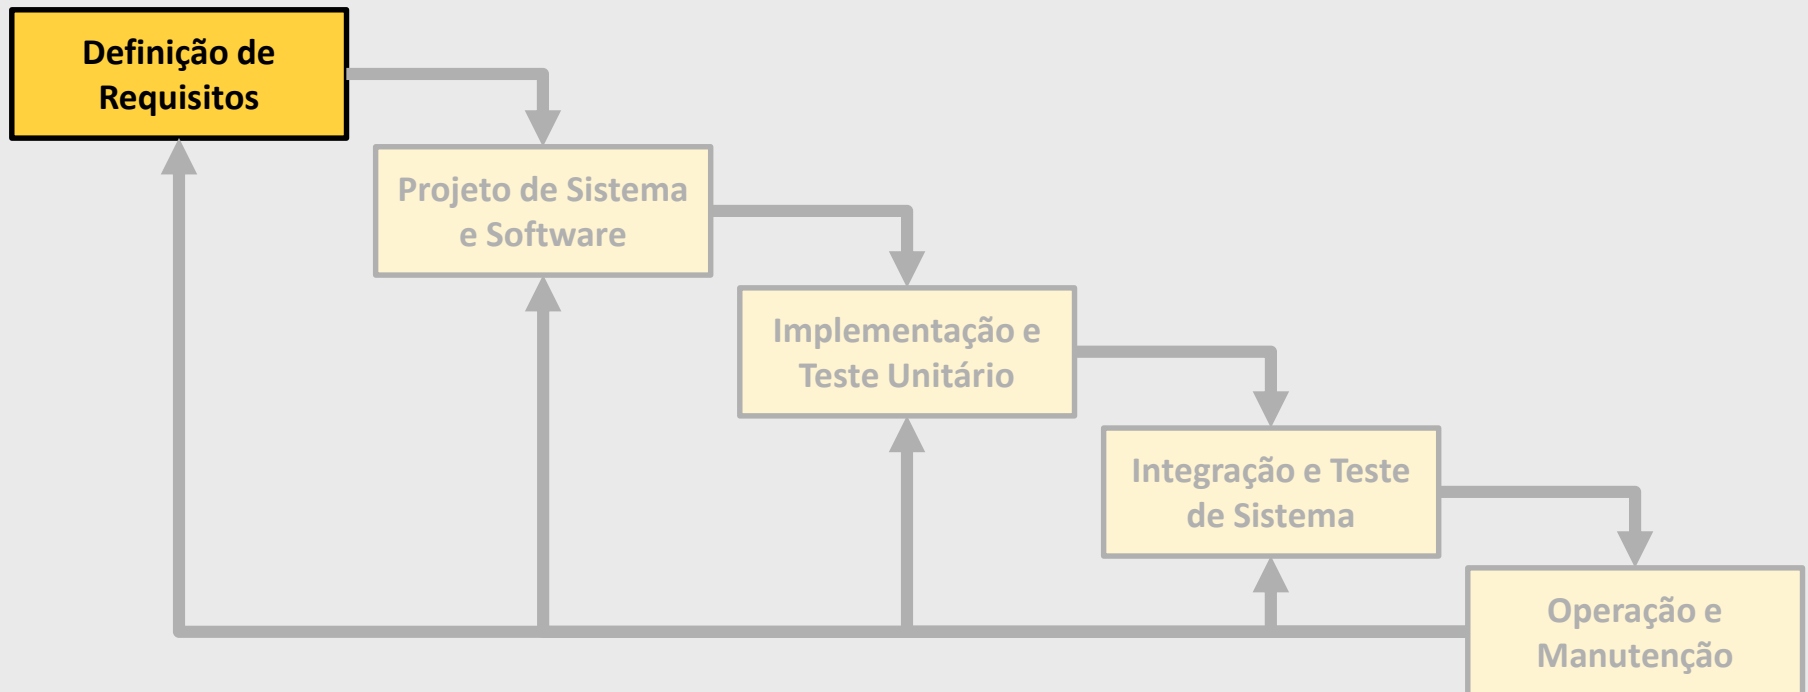 Definição de
Requisitos
Projeto de Sistema
e Software
Implementação e
Teste Unitário
Integração e Teste
de Sistema
Operação e
Manutenção